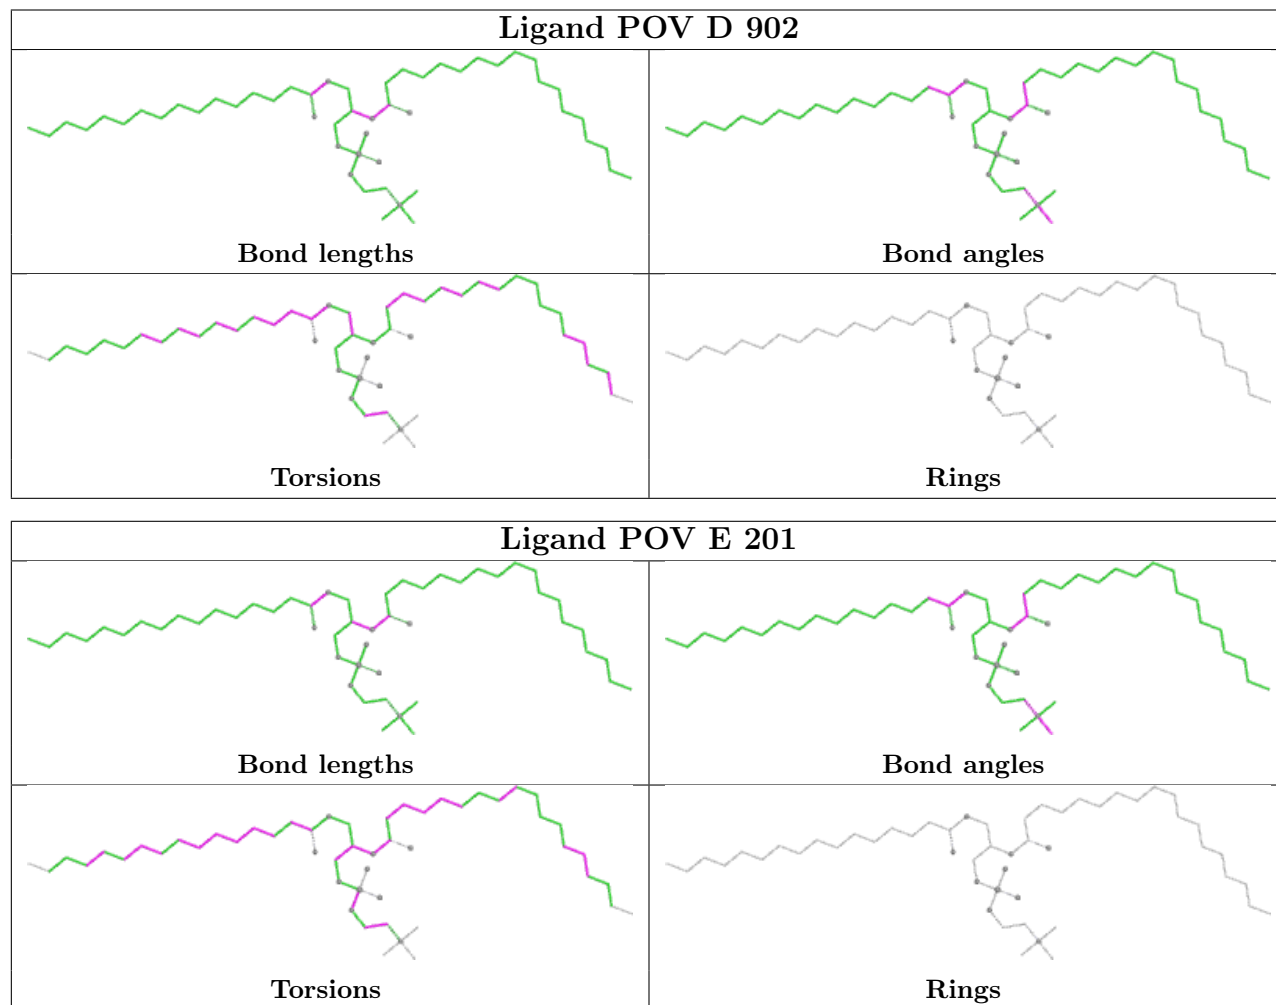 Ligand POV D 902
Bond lengths
Bond angles
Torsions
Rings
Ligand POV E 201
Bond lengths
Bond angles
Torsions
Rings